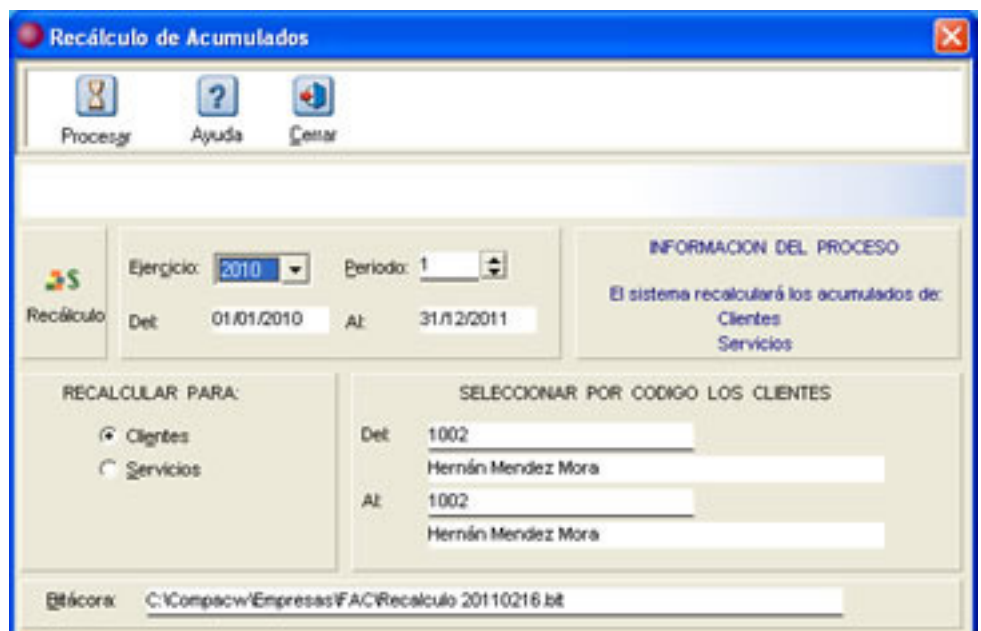 Recálculo de Acumulados
Procesar Ayuda Cerrar
Recálculo
Ejercicio: 2010 Periodo: 1
Del: 01/01/2010 Al: 31/12/2011
INFORMACION DEL PROCESO
El sistema recalculará los acumulados de:
Clientes
Servicios
RECALCULAR PARA:
Clientes
Servicios
SELECCIONAR POR CODIGO LOS CLIENTES
Del: 1002
Hernán Mendez Mora
Al: 1002
Hernán Mendez Mora
Bitácora: C:\Compacw\Empresas\FAC\Recalculo 20110216.bit